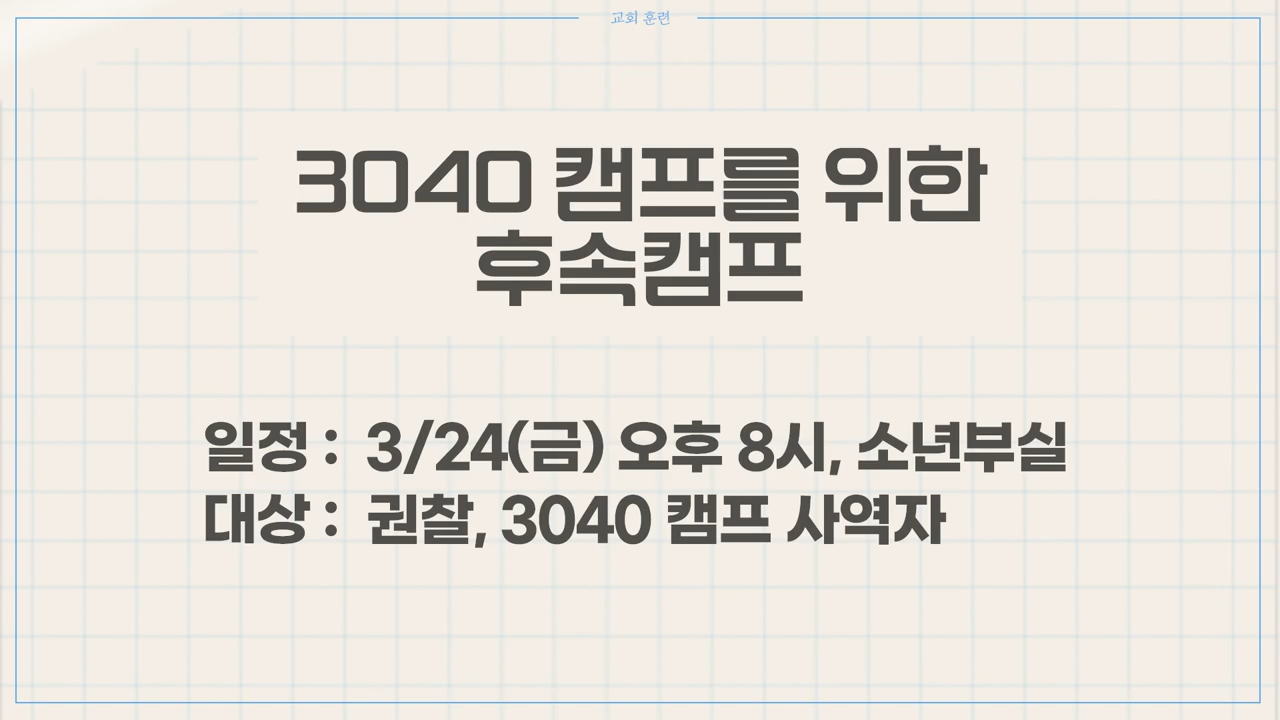 교회 훈련
3040 캠프를 위한
후속캠프
일정 : 3/24(금) 오후 8시, 소년부실
대상 : 권찰, 3040 캠프 사역자